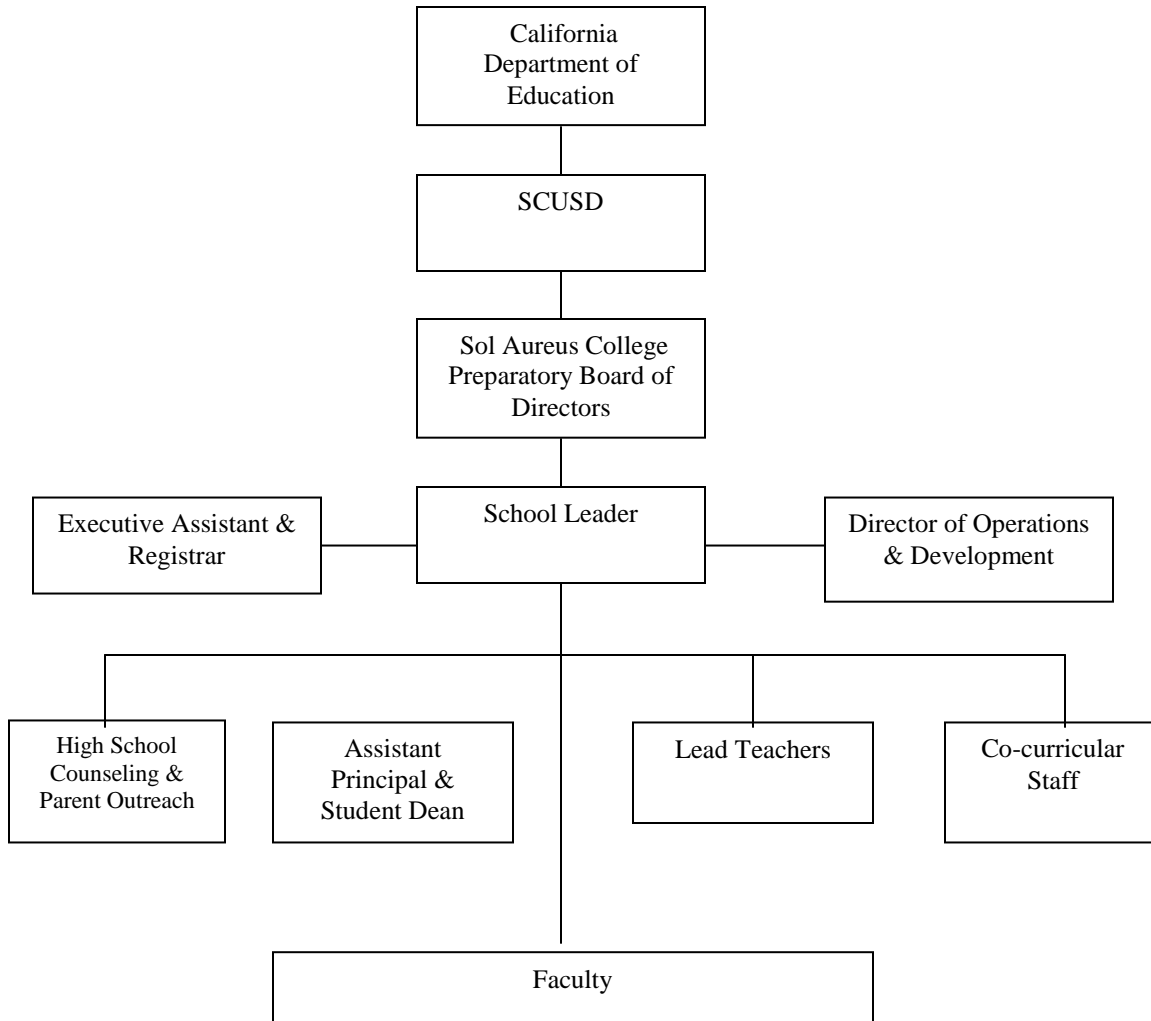 California
Department of
Education
SCUSD
Sol Aureus College
Preparatory Board of
Directors
Executive Assistant &
Registrar
School Leader
Director of Operations
& Development
High School
Counseling &
Parent Outreach
Assistant
Principal &
Student Dean
Lead Teachers
Co-curricular
Staff
Faculty